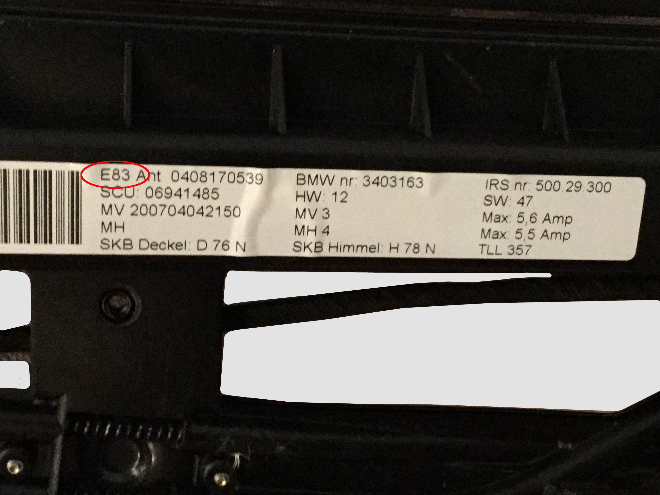 E83 Ant 0408170539
SCU: 06941485
MV 200704042150
MH
SKB Deckel: D 76 N
BMW nr: 3403163
HW: 12
MV 3
MH 4
SKB Himmel: H 78 N
IRS nr: 500.29.300
SW: 47
Max: 5,6 Amp
Max: 5,5 Amp
TLL 357